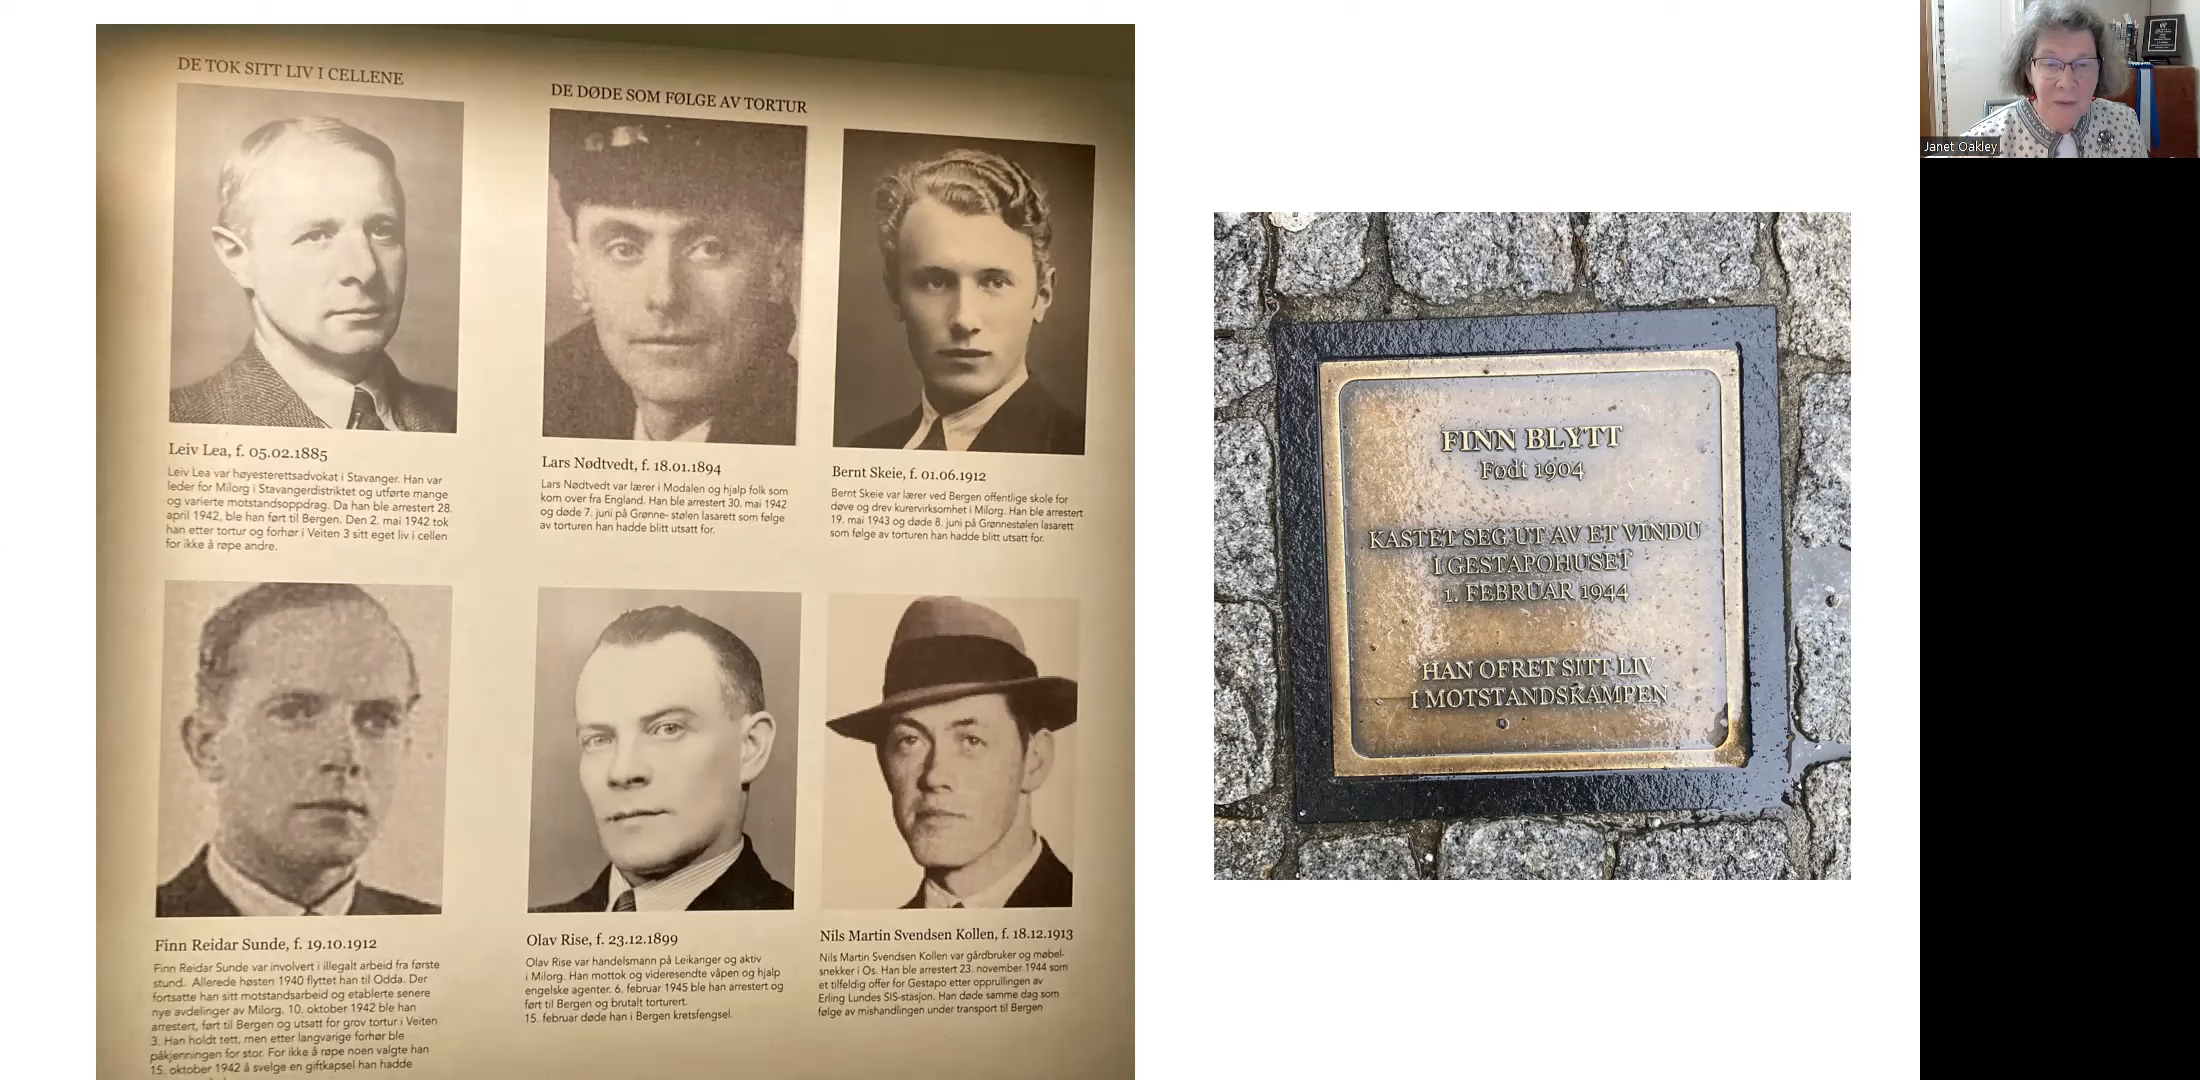 DE TOK SITT LIV I CELLENE
Leiv Lea, f. 05.02.1885
Leiv Lea var høyesterettsadvokat i Stavanger. Han var
leder for Milorg i Stavangerdistriktet og utførte mange
og varierte motstandsoppdrag. Da han ble arrestert 28.
april 1942, ble han ført til Bergen. Den 2. mai 1942 tok
han etter tortur og forhør i Veiten 3 sitt eget liv i cellen
for ikke å røpe andre.
Finn Reidar Sunde, f. 19.10.1912
Finn Reidar Sunde var involvert i illegalt arbeid fra første
stund. Allerede høsten 1940 flyttet han til Odda. Der
fortsatte han sitt motstandsarbeid og etablerte senere
nye avdelinger av Milorg. 10. oktober 1942 ble han
arrestert, ført til Bergen og utsatt for grov tortur i Veiten
3. Han holdt tett, men etter langvarige forhør ble
påkjenningen for stor. For ikke å røpe noen valgte han
15. oktober 1942 å svelge en giftkapsel han hadde
DE DØDE SOM FØLGE AV TORTUR
Lars Nødtvedt, f. 18.01.1894
Lars Nødtvedt var lærer i Modalen og hjalp folk som
kom over fra England. Han ble arrestert 30. mai 1942
og døde 7. juni på Grønne- stølen lasarett som følge
av torturen han hadde blitt utsatt for.
Bernt Skeie, f. 01.06.1912
Bernt Skeie var lærer ved Bergen offentlige skole for
døve og drev kurervirksomhet i Milorg. Han ble arrestert
19. mai 1943 og døde 8. juni på Grønnestølen lasarett
som følge av torturen han hadde blitt utsatt for.
Olav Rise, f. 23.12.1899
Olav Rise var handelsmann på Leikanger og aktiv
i Milorg. Han mottok og videresendte våpen og hjalp
engelske agenter. 6. februar 1945 ble han arrestert og
ført til Bergen og brutalt torturert.
15. februar døde han i Bergen kretsfengsel.
Nils Martin Svendsen Kollen, f. 18.12.1913
Nils Martin Svendsen Kollen var gårdbruker og møbel-
snekker i Os. Han ble arrestert 23. november 1944 som
et tilfeldig offer for Gestapo etter opprullingen av
Erling Lundes SIS-stasjon. Han døde samme dag som
følge av mishandlingen under transport til Bergen
FINN BLYTT
Født 1904
KASTET SEG UT AV ET VINDU
I GESTAPOHUSET
1. FEBRUAR 1944
HAN OFRET SITT LIV
I MOTSTANDSKAMPEN
Janet Oakley